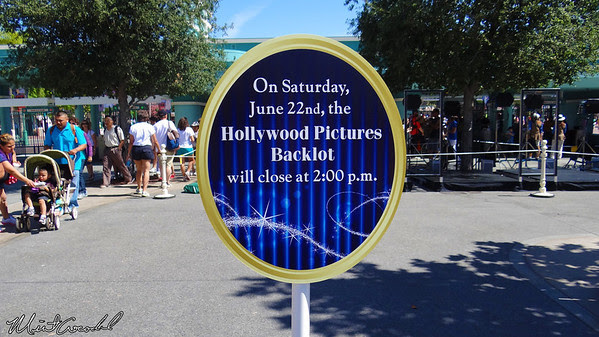 On Saturday,
June 22nd, the
Hollywood Pictures
Backlot
will close at 2:00 p.m.